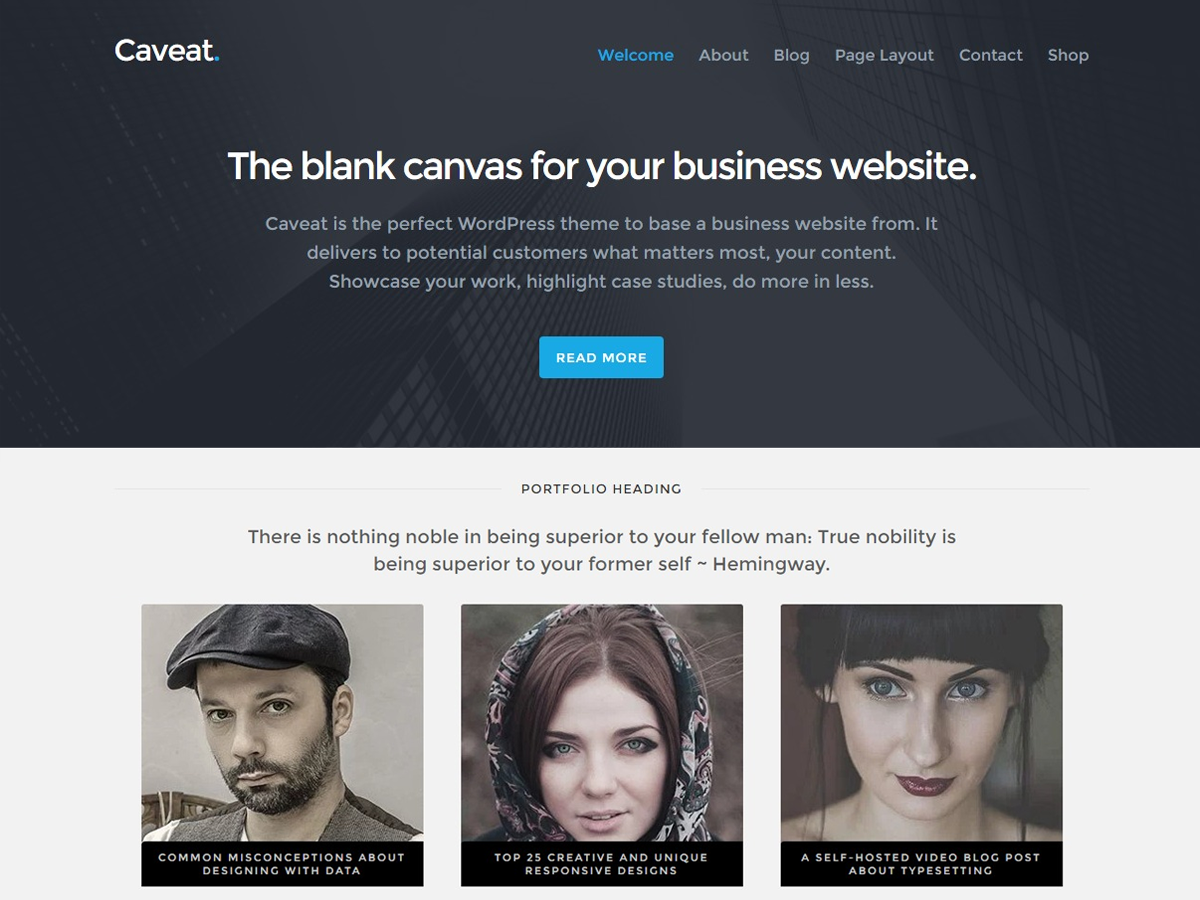 Caveat.
Welcome About Blog Page Layout Contact Shop
The blank canvas for your business website.
Caveat is the perfect WordPress theme to base a business website from. It
delivers to potential customers what matters most, your content.
Showcase your work, highlight case studies, do more in less.
READ MORE
PORTFOLIO HEADING
There is nothing noble in being superior to your fellow man: True nobility is
being superior to your former self ~ Hemingway.
COMMON MISCONCEPTIONS ABOUT
DESIGNING WITH DATA
TOP 25 CREATIVE AND UNIQUE
RESPONSIVE DESIGNS
A SELF-HOSTED VIDEO BLOG POST
ABOUT TYPESETTING